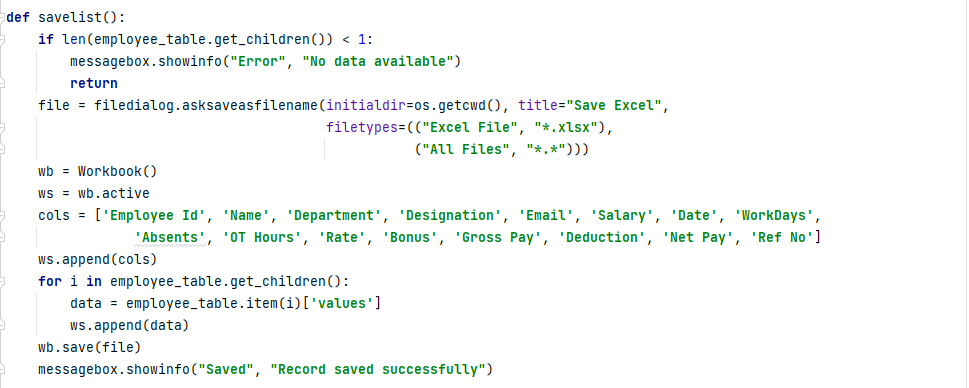 def savelist():
    if len(employee_table.get_children()) < 1:
        messagebox.showinfo("Error", "No data available")
        return
    file = filedialog.asksaveasfilename(initialdir=os.getcwd(), title="Save Excel",
                                        filetypes=(("Excel File", "*.xlsx"),
                                                   ("All Files", "*.*")))
    wb = Workbook()
    ws = wb.active
    cols = ['Employee Id', 'Name', 'Department', 'Designation', 'Email', 'Salary', 'Date', 'WorkDays',
                'Absents', 'OT Hours', 'Rate', 'Bonus', 'Gross Pay', 'Deduction', 'Net Pay', 'Ref No']
    ws.append(cols)
    for i in employee_table.get_children():
        data = employee_table.item(i)['values']
        ws.append(data)
    wb.save(file)
    messagebox.showinfo("Saved", "Record saved successfully")